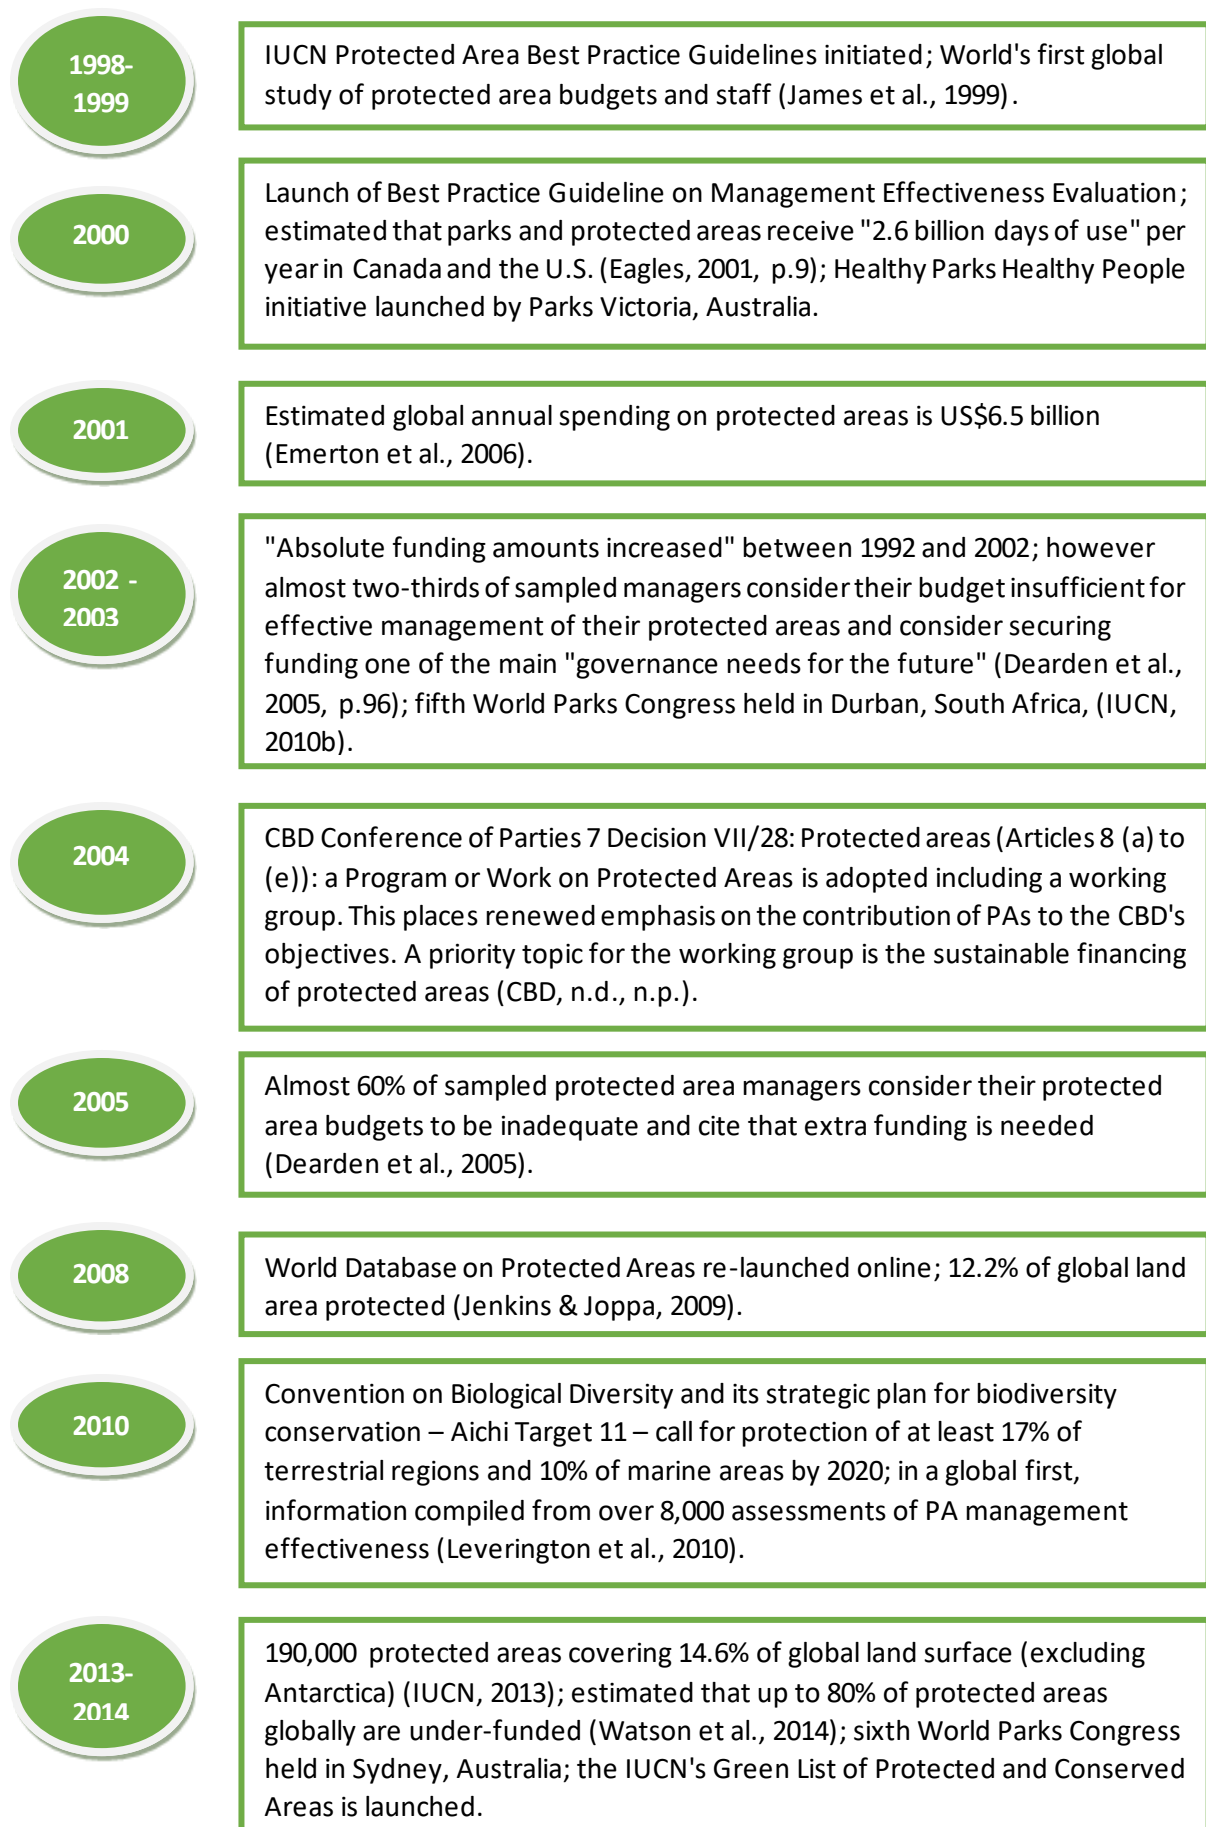 1998-
1999
IUCN Protected Area Best Practice Guidelines initiated; World's first global
study of protected area budgets and staff (James et al., 1999).
2000
Launch of Best Practice Guideline on Management Effectiveness Evaluation;
estimated that parks and protected areas receive "2.6 billion days of use" per
year in Canada and the U.S. (Eagles, 2001, p.9); Healthy Parks Healthy People
initiative launched by Parks Victoria, Australia.
2001
Estimated global annual spending on protected areas is US$6.5 billion
(Emerton et al., 2006).
2002 -
2003
"Absolute funding amounts increased" between 1992 and 2002; however
almost two-thirds of sampled managers consider their budget insufficient for
effective management of their protected areas and consider securing
funding one of the main "governance needs for the future" (Dearden et al.,
2005, p.96); fifth World Parks Congress held in Durban, South Africa, (IUCN,
2010b).
2004
CBD Conference of Parties 7 Decision VII/28: Protected areas (Articles 8 (a) to
(e)): a Program or Work on Protected Areas is adopted including a working
group. This places renewed emphasis on the contribution of PAs to the CBD's
objectives. A priority topic for the working group is the sustainable financing
of protected areas (CBD, n.d., n.p.).
2005
Almost 60% of sampled protected area managers consider their protected
area budgets to be inadequate and cite that extra funding is needed
(Dearden et al., 2005).
2008
World Database on Protected Areas re-launched online; 12.2% of global land
area protected (Jenkins & Joppa, 2009).
2010
Convention on Biological Diversity and its strategic plan for biodiversity
conservation – Aichi Target 11 – call for protection of at least 17% of
terrestrial regions and 10% of marine areas by 2020; in a global first,
information compiled from over 8,000 assessments of PA management
effectiveness (Leverington et al., 2010).
2013-
2014
190,000 protected areas covering 14.6% of global land surface (excluding
Antarctica) (IUCN, 2013); estimated that up to 80% of protected areas
globally are under-funded (Watson et al., 2014); sixth World Parks Congress
held in Sydney, Australia; the IUCN's Green List of Protected and Conserved
Areas is launched.